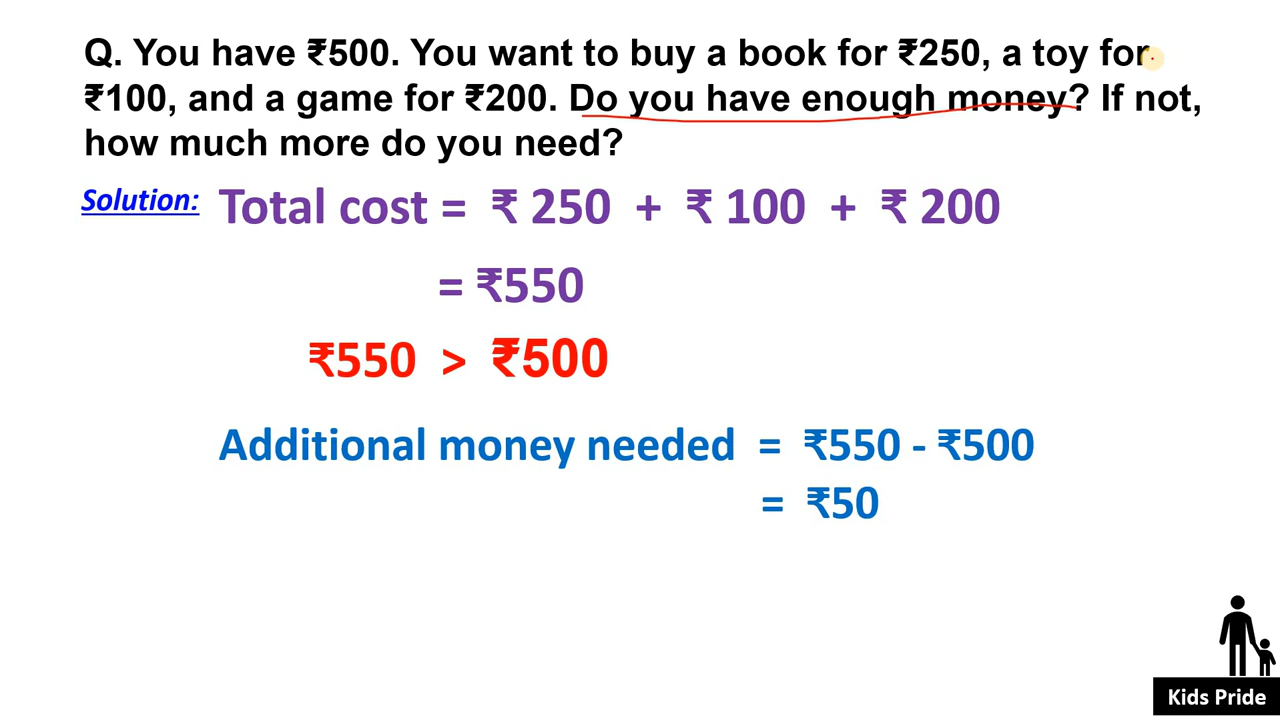 Q. You have ₹500. You want to buy a book for ₹250, a toy for
₹100, and a game for ₹200. Do you have enough money? If not,
how much more do you need?
Solution: Total cost = ₹ 250 + ₹ 100 + ₹ 200
= ₹550
₹550 > ₹500
Additional money needed = ₹550 - ₹500
= ₹50
Kids Pride